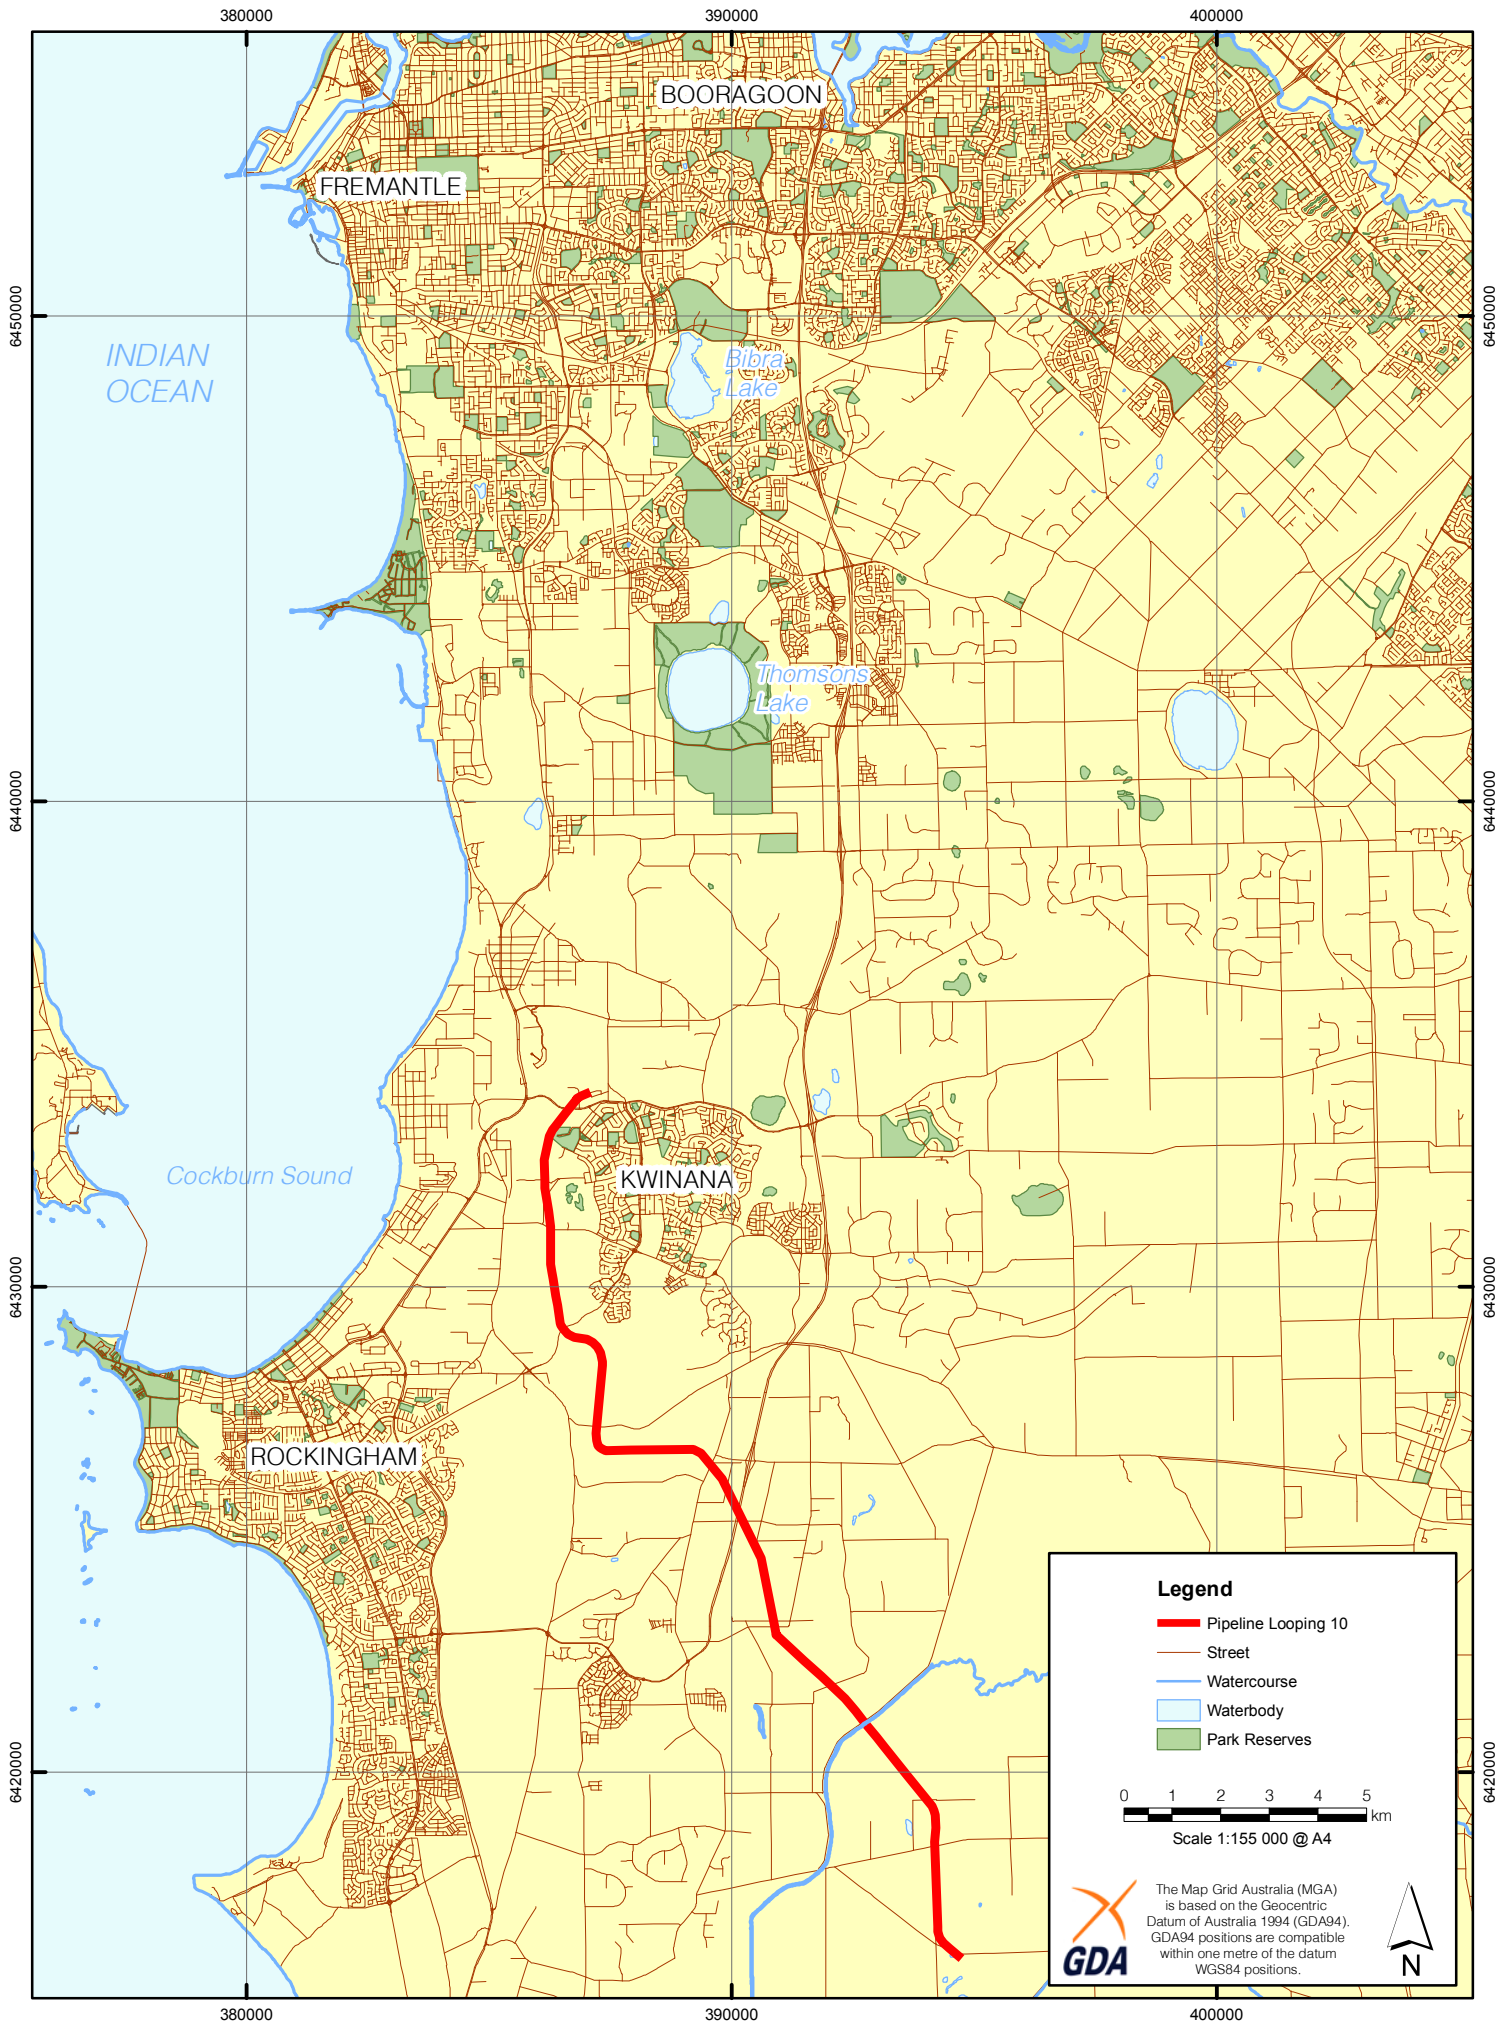 380000
390000
400000
BOORAGOON
FREMANTLE
6450000
6450000
INDIAN
OCEAN
Bibra
Lake
Thomsons
Lake
6440000
6440000
Cockburn Sound
KWINANA
6430000
6430000
ROCKINGHAM
Legend
Pipeline Looping 10
Street
Watercourse
Waterbody
Park Reserves
6420000
6420000
0 1 2 3 4 5
km
Scale 1:155 000 @ A4
The Map Grid Australia (MGA)
is based on the Geocentric
Datum of Australia 1994 (GDA94).
GDA94 positions are compatible
within one metre of the datum
WGS84 positions.
GDA
N
380000
390000
400000